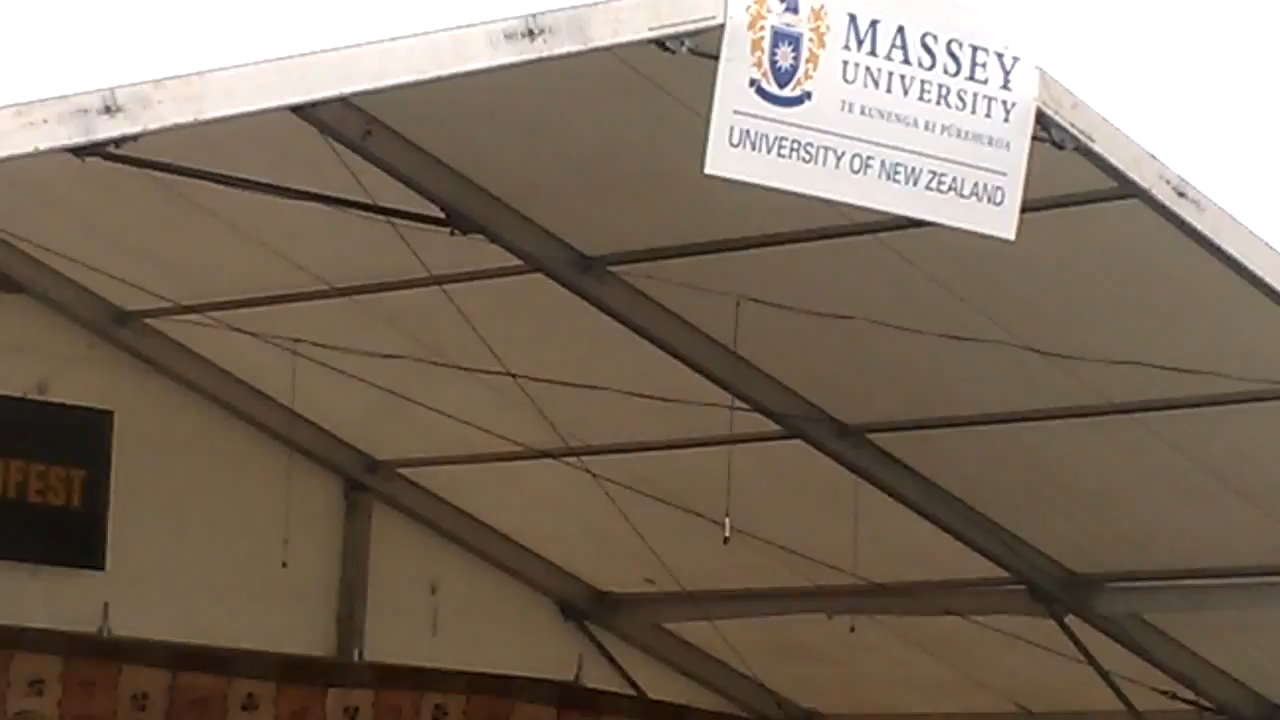 MASSEY
UNIVERSITY
TE KUNENGA KI PŪREHUROA
UNIVERSITY OF NEW ZEALAND
FEST